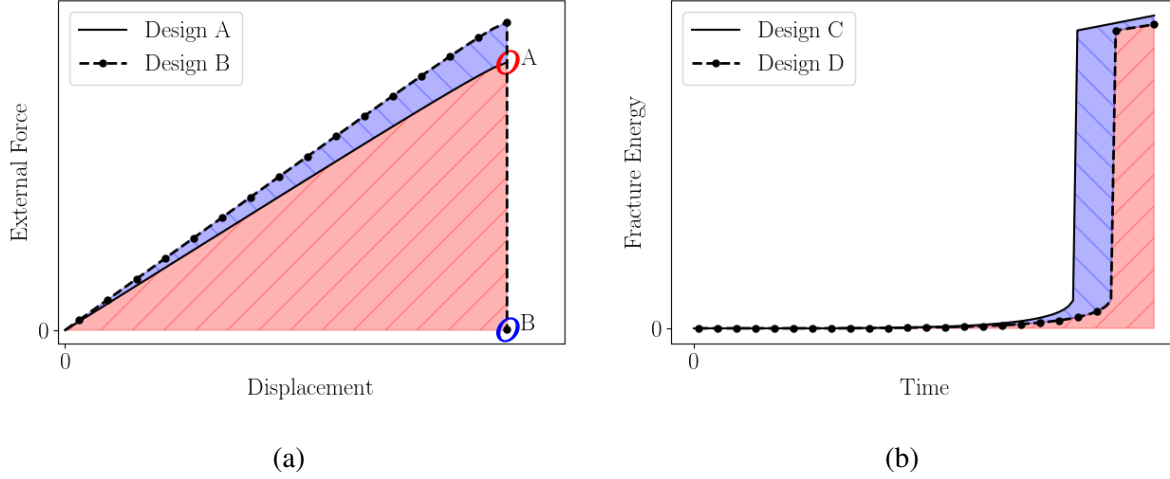 Design A
Design B
External Force
0
0
Displacement
A
B
(a)
Design C
Design D
Fracture Energy
0
0
Time
(b)